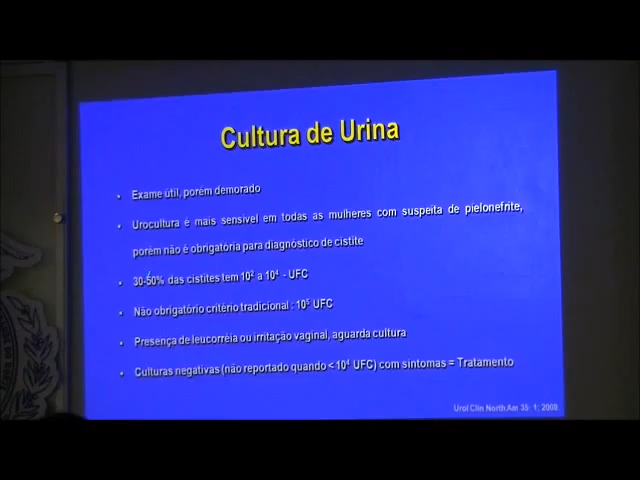 Cultura de Urina
• Exame útil, porém demorado
• Urocultura é mais sensivel em todas as mulheres com suspeita de pielonefrite,
porém não é obrigatória para diagnóstico de cistite
• 30-50% das cistites tem 10² a 10⁴ - UFC
• Não obrigatório critério tradicional : 10⁵ UFC
• Presença de leucorréia ou irritação vaginal, aguarda cultura
• Culturas negativas (não reportado quando < 10⁴ UFC) com sintomas = Tratamento
Urol Clin North Am 35: 1; 2008